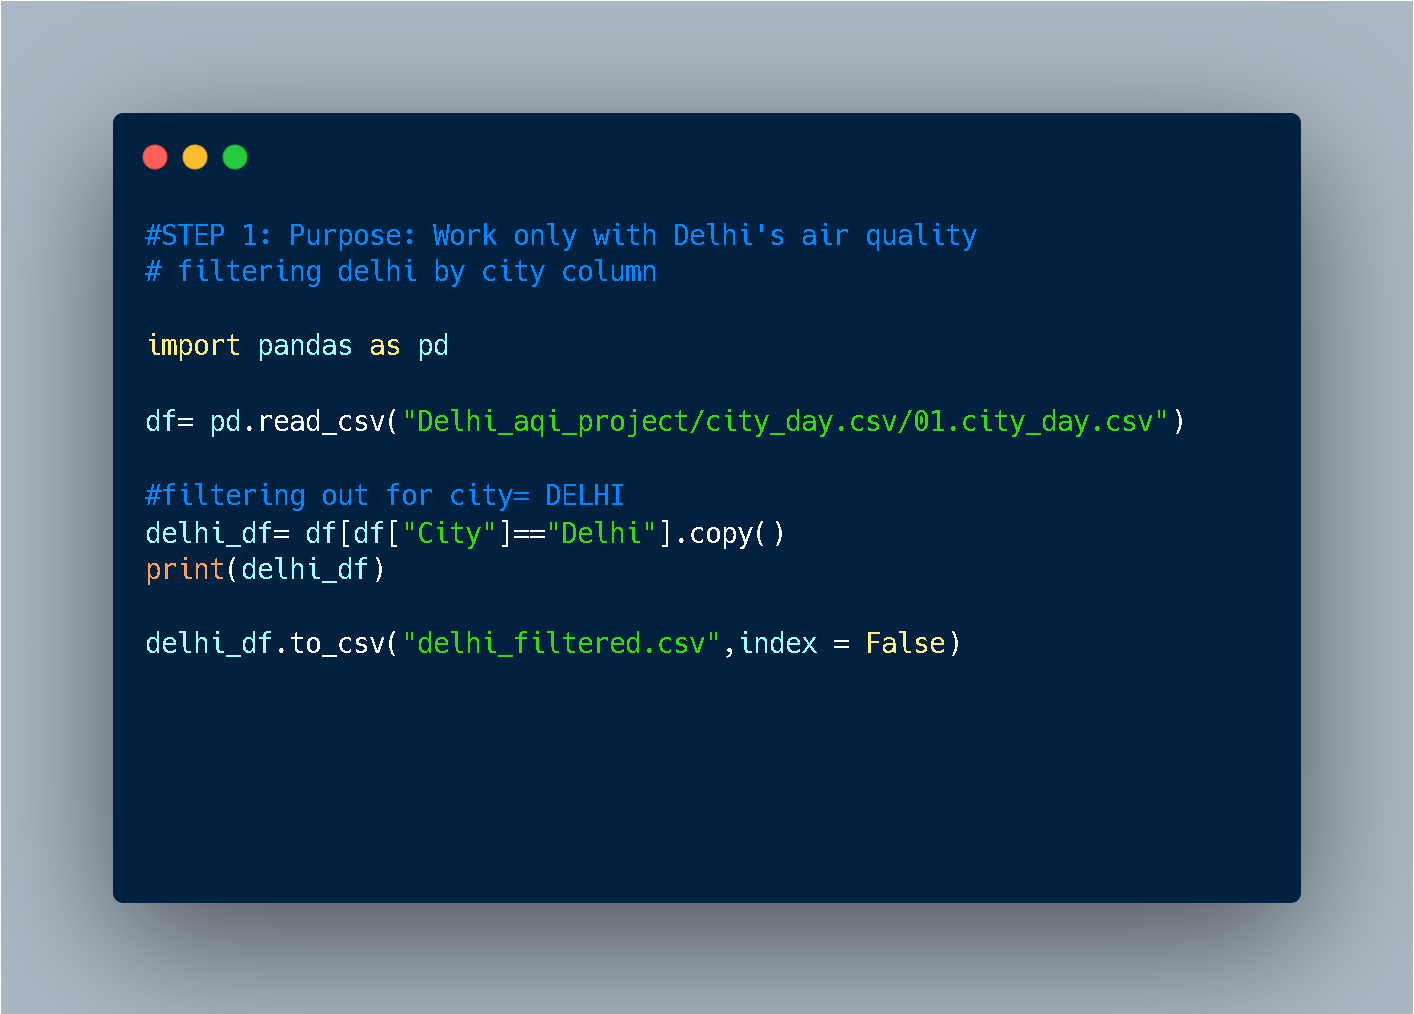 #STEP 1: Purpose: Work only with Delhi's air quality
# filtering delhi by city column
import pandas as pd
df= pd.read_csv("Delhi_aqi_project/city_day.csv/01.city_day.csv")
#filtering out for city= DELHI
delhi_df= df[df["City"]=="Delhi"].copy()
print(delhi_df)
delhi_df.to_csv("delhi_filtered.csv",index = False)